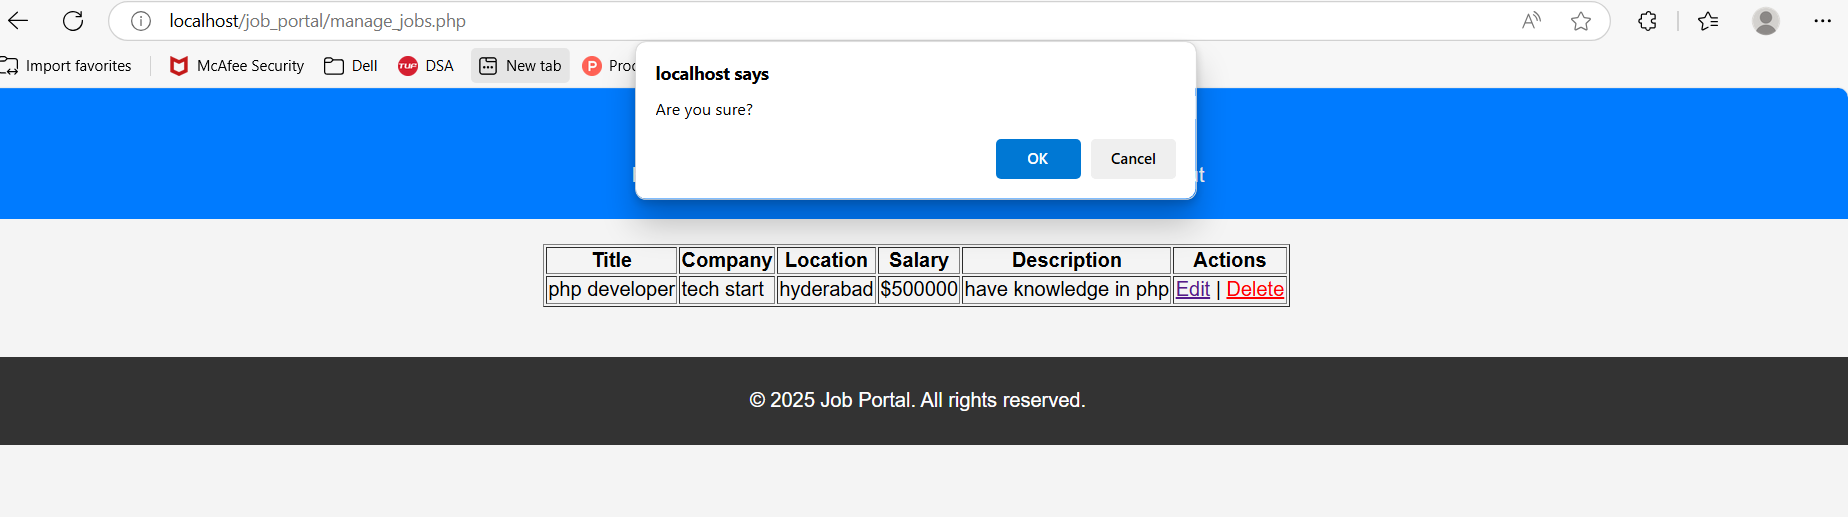 localhost/job_portal/manage_jobs.php
Import favorites McAfee Security Dell TUF DSA New tab
localhost says
Are you sure?
OK Cancel
Title Company Location Salary Description Actions
php developer tech start hyderabad $500000 have knowledge in php Edit | Delete
© 2025 Job Portal. All rights reserved.